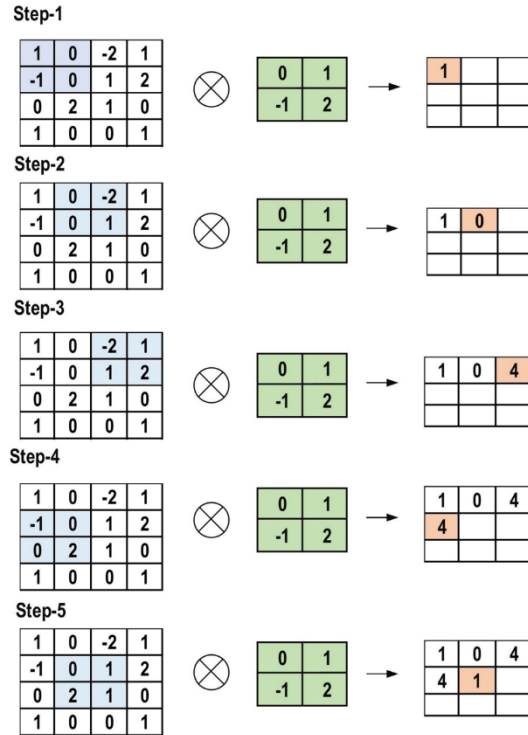 Step-1
1 0 -2 1
-1 0 1 2 0 1 1
0 2 1 0 -1 2
1 0 0 1
Step-2
1 0 -2 1
-1 0 1 2 0 1 1 0
0 2 1 0 -1 2
1 0 0 1
Step-3
1 0 -2 1
-1 0 1 2 0 1 1 0 4
0 2 1 0 -1 2
1 0 0 1
Step-4
1 0 -2 1 1 0 4
-1 0 1 2 0 1 4
0 2 1 0 -1 2
1 0 0 1
Step-5
1 0 -2 1 1 0 4
-1 0 1 2 0 1 4 1
0 2 1 0 -1 2
1 0 0 1